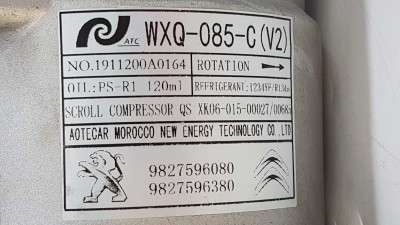 ATC WXQ-085-C(V2)
NO.1911200A0164 ROTATION
OIL:PS-R1 120ml REFRIGERANT:1234YF/R134a
SCROLL COMPRESSOR QS XK06-015-00027/00683
AOTECAR MOROCCO NEW ENERGY TECHNOLOGY CO.,LTD
9827596080
9827596380